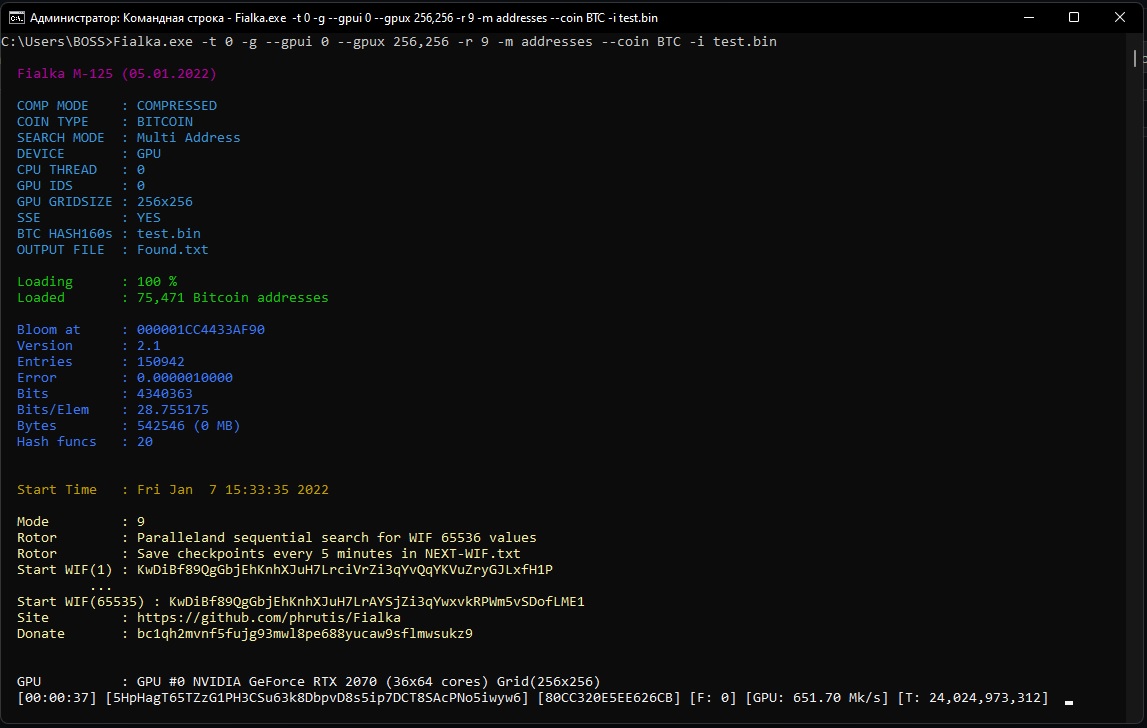 Администратор: Командная строка - Fialka.exe -t 0 -g --gpui 0 --gpux 256,256 -r 9 -m addresses --coin BTC -i test.bin
C:\Users\BOSS>Fialka.exe -t 0 -g --gpui 0 --gpux 256,256 -r 9 -m addresses --coin BTC -i test.bin
Fialka M-125 (05.01.2022)
COMP MODE : COMPRESSED
COIN TYPE : BITCOIN
SEARCH MODE : Multi Address
DEVICE : GPU
CPU THREAD : 0
GPU IDS : 0
GPU GRIDSIZE : 256x256
SSE : YES
BTC HASH160s : test.bin
OUTPUT FILE : Found.txt
Loading : 100 %
Loaded : 75,471 Bitcoin addresses
Bloom at : 000001CC4433AF90
Version : 2.1
Entries : 150942
Error : 0.0000010000
Bits : 4340363
Bits/Elem : 28.755175
Bytes : 542546 (0 MB)
Hash funcs : 20
Start Time : Fri Jan 7 15:33:35 2022
Mode : 9
Rotor : Paralleland sequential search for WIF 65536 values
Rotor : Save checkpoints every 5 minutes in NEXT-WIF.txt
Start WIF(1) : KwDiBf89QgGbjEhKnhXJuH7LrciVrZi3qYvQqYKVuZryGJLxfH1P
...
Start WIF(65535) : KwDiBf89QgGbjEhKnhXJuH7LrAYSjZi3qYwxvkRPWm5vSDofLME1
Site : https://github.com/phrutis/Fialka
Donate : bc1qh2mvnf5fujg93mwl8pe688yucaw9sflmwsukz9
GPU : GPU #0 NVIDIA GeForce RTX 2070 (36x64 cores) Grid(256x256)
[00:00:37] [5HpHagT65TZzG1PH3CSu63k8DbpvD8s5ip7DCT8SAcPNo5iwyw6] [80CC320E5EE626CB] [F: 0] [GPU: 651.70 Mk/s] [T: 24,024,973,312]